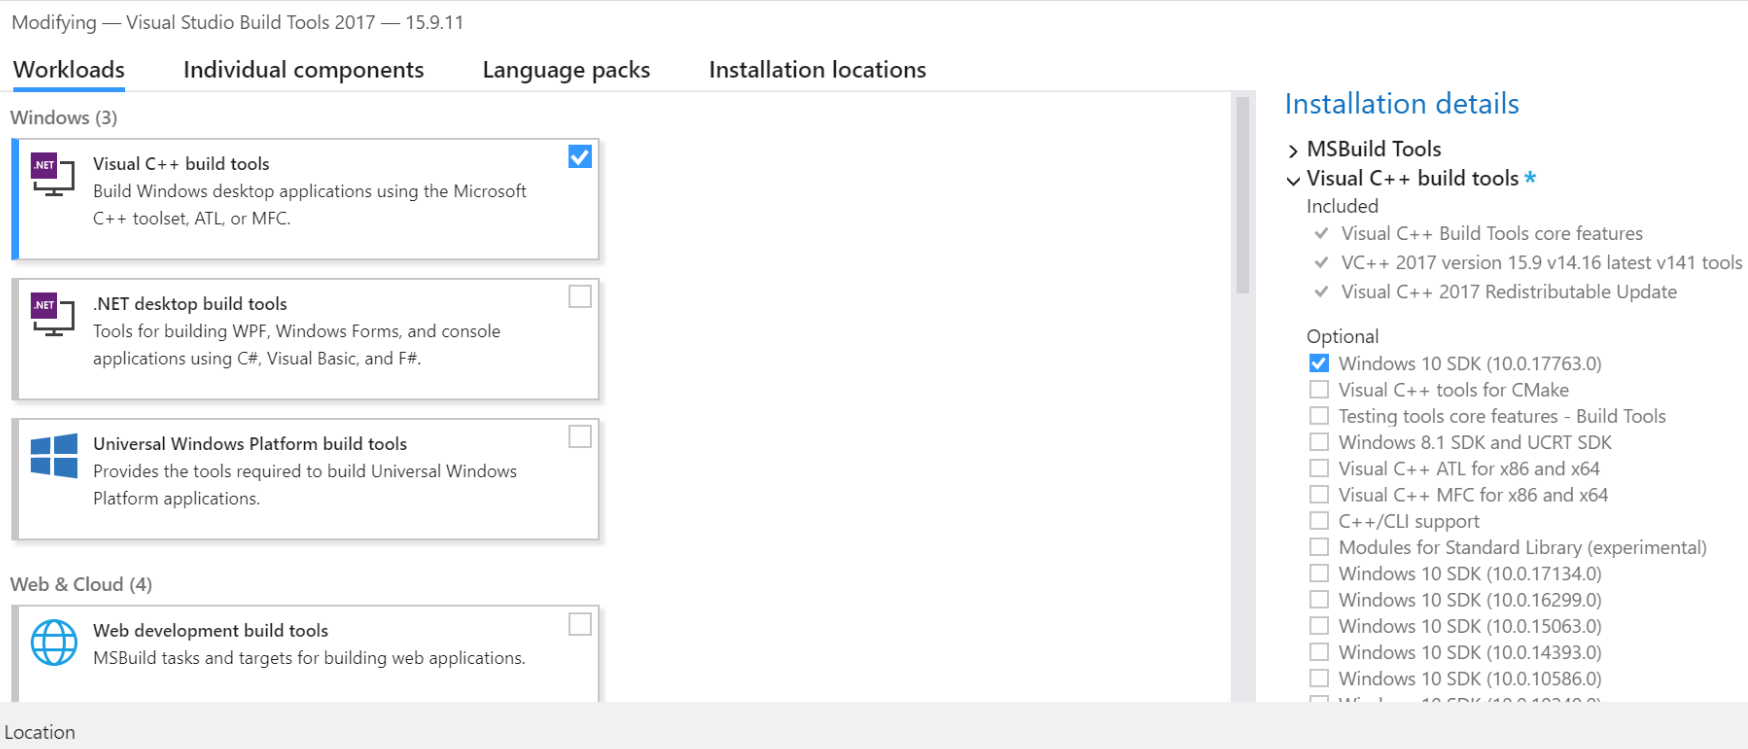 Modifying — Visual Studio Build Tools 2017 — 15.9.11
Workloads
Individual components
Language packs
Installation locations
Windows (3)
.NET
Visual C++ build tools
Build Windows desktop applications using the Microsoft
C++ toolset, ATL, or MFC.
.NET
.NET desktop build tools
Tools for building WPF, Windows Forms, and console
applications using C#, Visual Basic, and F#.
Universal Windows Platform build tools
Provides the tools required to build Universal Windows
Platform applications.
Web & Cloud (4)
Web development build tools
MSBuild tasks and targets for building web applications.
Installation details
MSBuild Tools
Visual C++ build tools *
Included
Visual C++ Build Tools core features
VC++ 2017 version 15.9 v14.16 latest v141 tools
Visual C++ 2017 Redistributable Update
Optional
Windows 10 SDK (10.0.17763.0)
Visual C++ tools for CMake
Testing tools core features - Build Tools
Windows 8.1 SDK and UCRT SDK
Visual C++ ATL for x86 and x64
Visual C++ MFC for x86 and x64
C++/CLI support
Modules for Standard Library (experimental)
Windows 10 SDK (10.0.17134.0)
Windows 10 SDK (10.0.16299.0)
Windows 10 SDK (10.0.15063.0)
Windows 10 SDK (10.0.14393.0)
Windows 10 SDK (10.0.10586.0)
Location